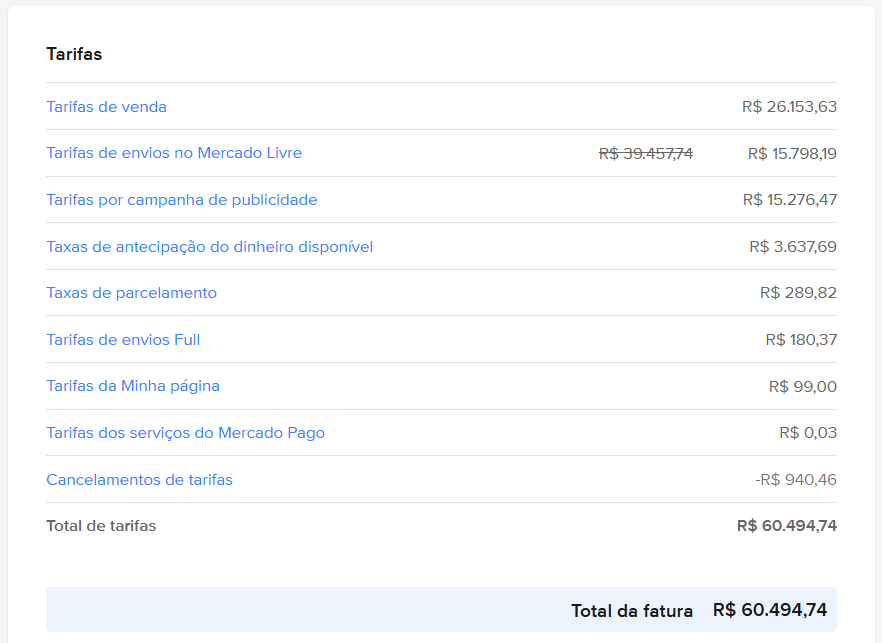 Tarifas
Tarifas de venda R$ 26.153,63
Tarifas de envios no Mercado Livre R$ 39.457,74 R$ 15.798,19
Tarifas por campanha de publicidade R$ 15.276,47
Taxas de antecipação do dinheiro disponível R$ 3.637,69
Taxas de parcelamento R$ 289,82
Tarifas de envios Full R$ 180,37
Tarifas da Minha página R$ 99,00
Tarifas dos serviços do Mercado Pago R$ 0,03
Cancelamentos de tarifas -R$ 940,46
Total de tarifas R$ 60.494,74
Total da fatura R$ 60.494,74